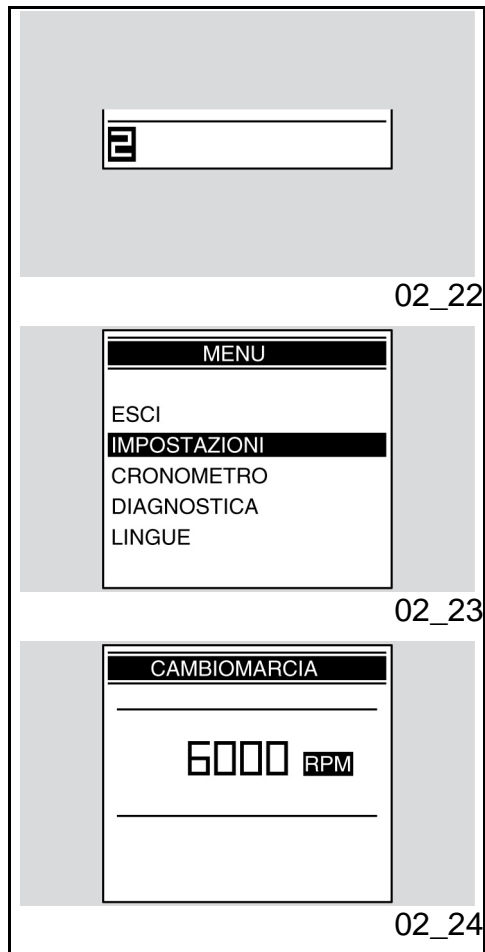 2
02_22
MENU
ESCI
IMPOSTAZIONI
CRONOMETRO
DIAGNOSTICA
LINGUE
02_23
CAMBIOMARCIA
6000 RPM
02_24